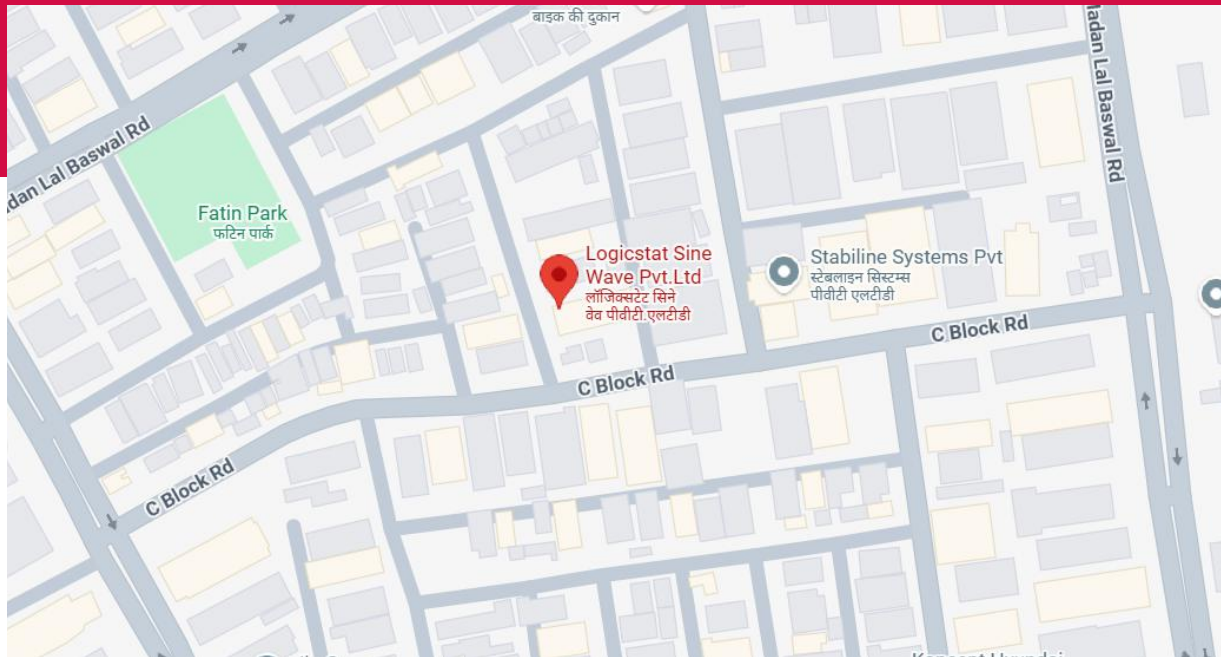 बाइक की दुकान
Madan Lal Baswal Rd
Fatin Park
फटिन पार्क
Logicstat Sine
Wave Pvt.Ltd
लॉजिक्सटेट सिने
वेव पीवीटी.एलटीडी
Stabiline Systems Pvt
स्टेबलाइन सिस्टम्स
पीवीटी एलटीडी
adan Lal Baswal Rd
C Block Rd
C Block Rd
C Block Rd